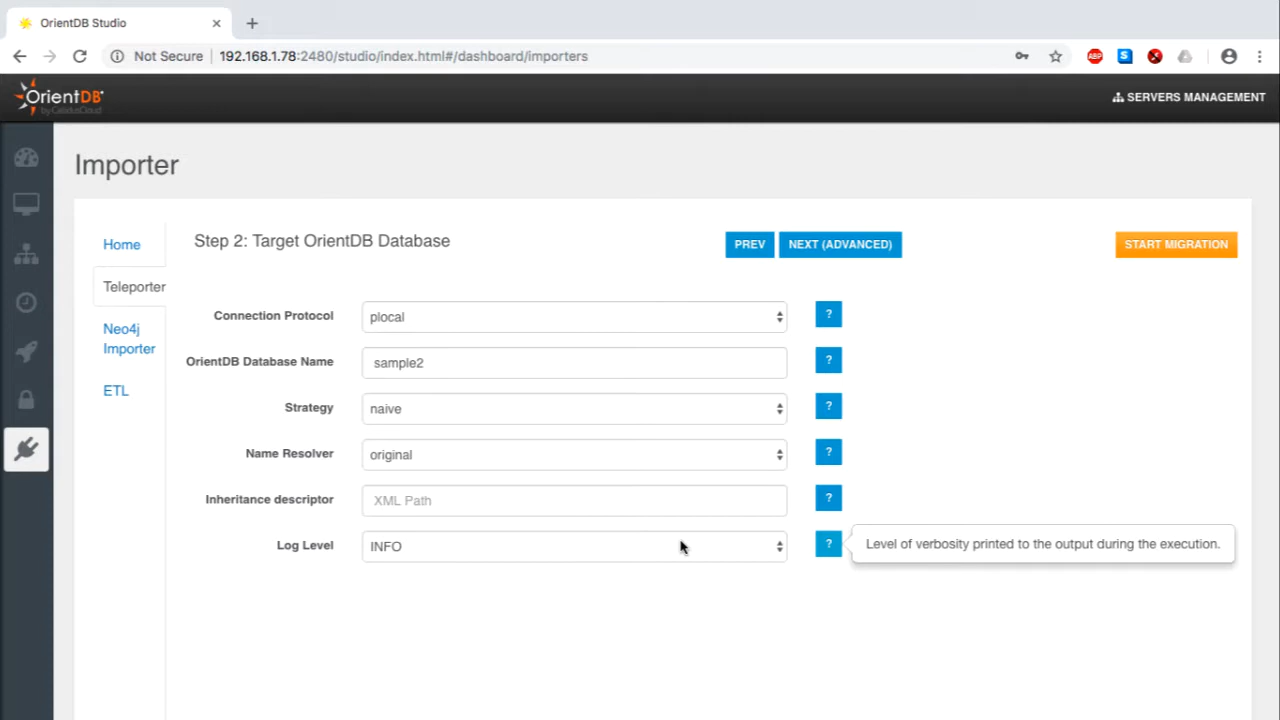 OrientDB Studio
Not Secure | 192.168.1.78:2480/studio/index.html#/dashboard/importers
ABP
S
OrientDB
by CallidusCloud
SERVERS MANAGEMENT
Importer
Home
Teleporter
Neo4j
Importer
ETL
Step 2: Target OrientDB Database
PREV
NEXT (ADVANCED)
START MIGRATION
Connection Protocol
plocal
?
OrientDB Database Name
sample2
?
Strategy
naive
?
Name Resolver
original
?
Inheritance descriptor
XML Path
?
Log Level
INFO
?
Level of verbosity printed to the output during the execution.